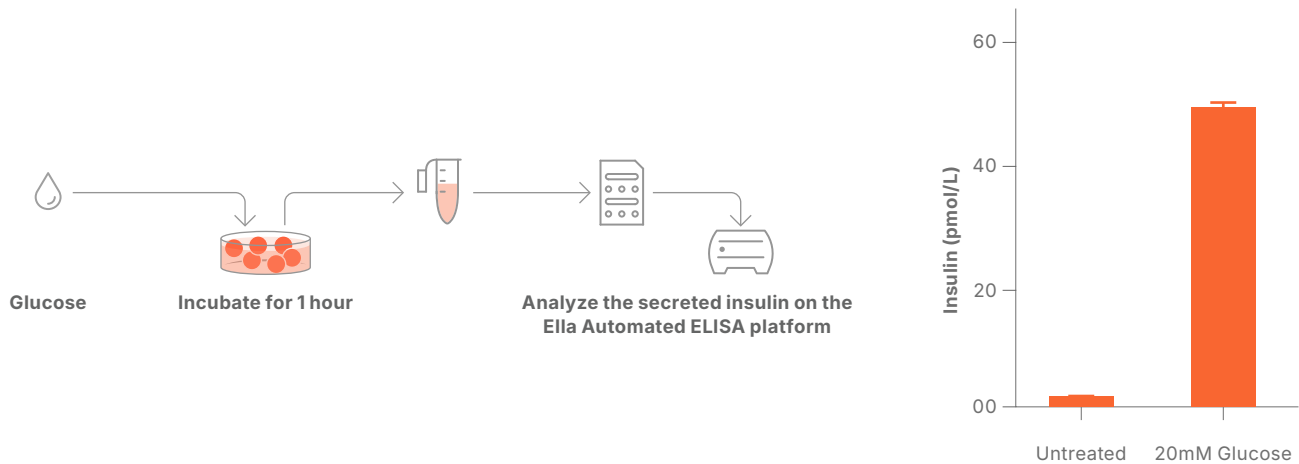 Glucose
Incubate for 1 hour
Analyze the secreted insulin on the
Ella Automated ELISA platform
Insulin (pmol/L)
60
40
20
00
Untreated
20mM Glucose